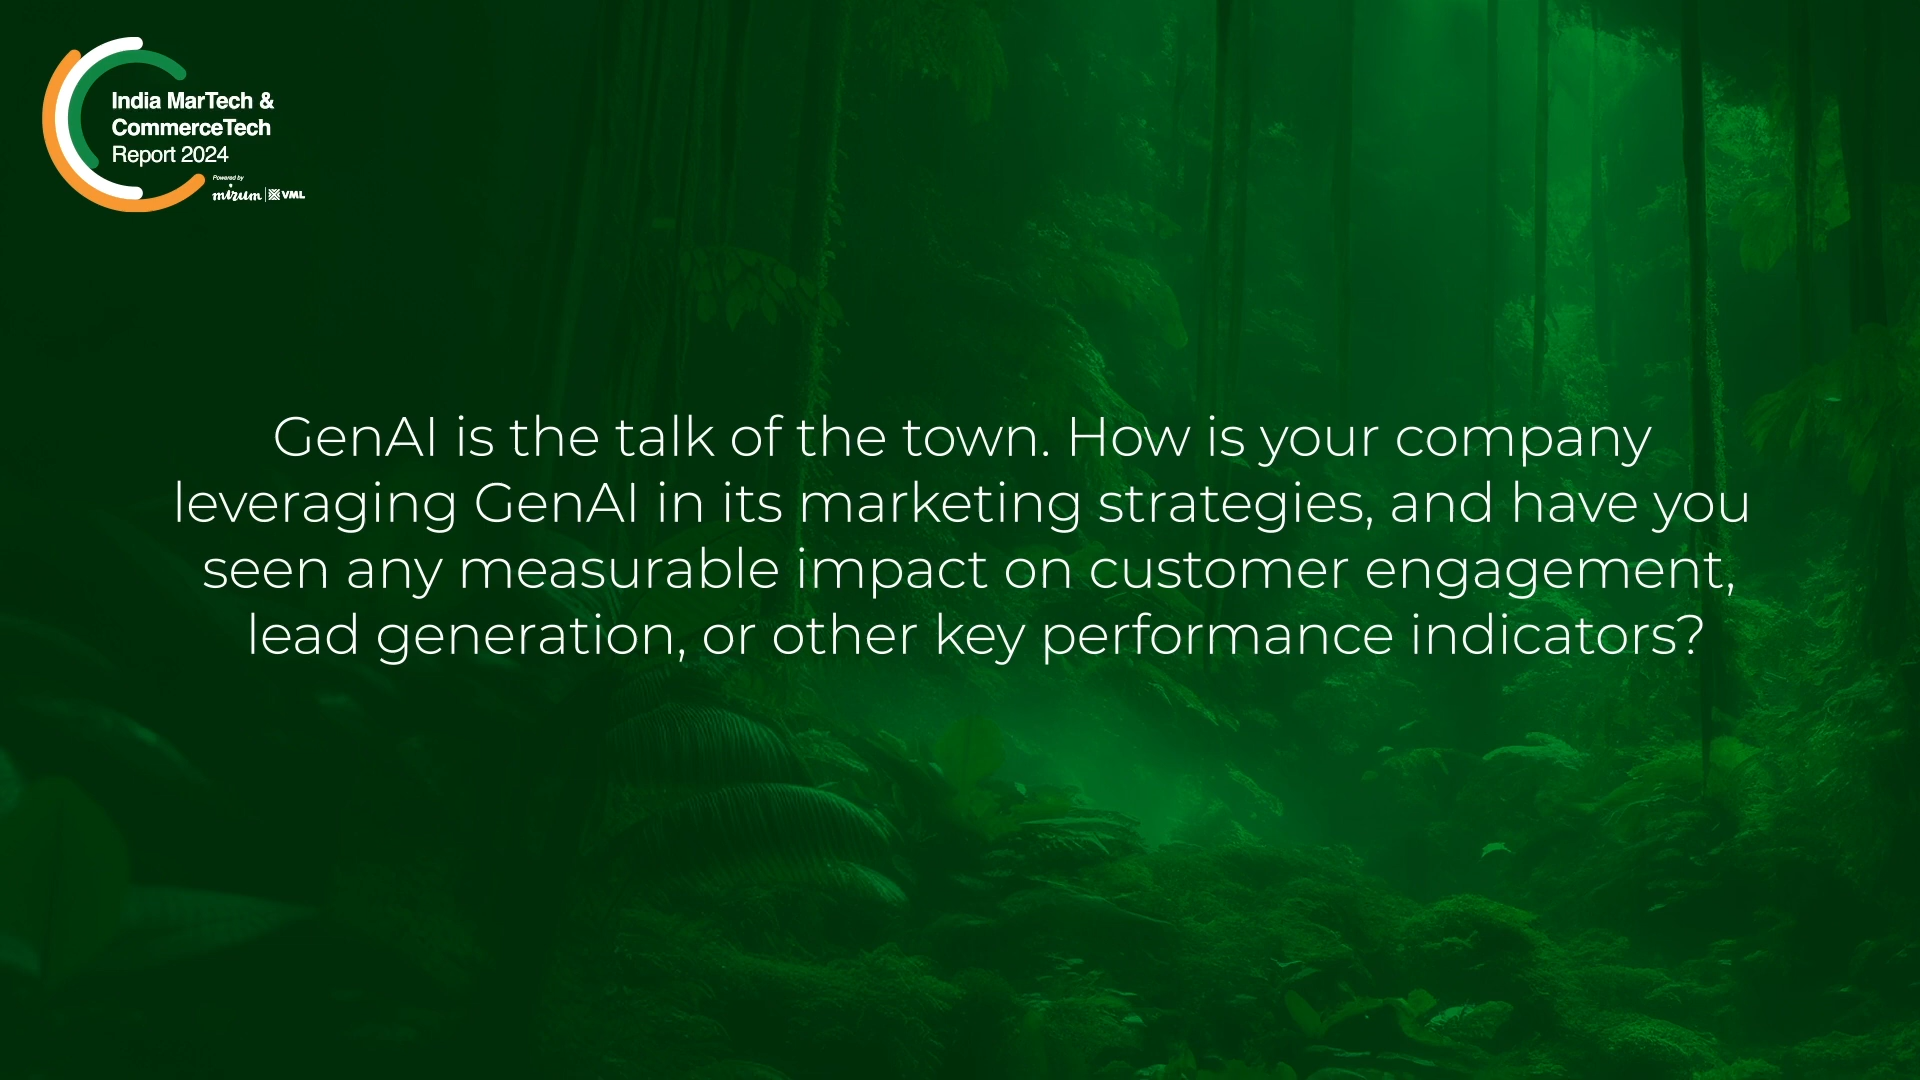 India MarTech &
CommerceTech
Report 2024
Powered by
mirum | VML
GenAI is the talk of the town. How is your company
leveraging GenAI in its marketing strategies, and have you
seen any measurable impact on customer engagement,
lead generation, or other key performance indicators?